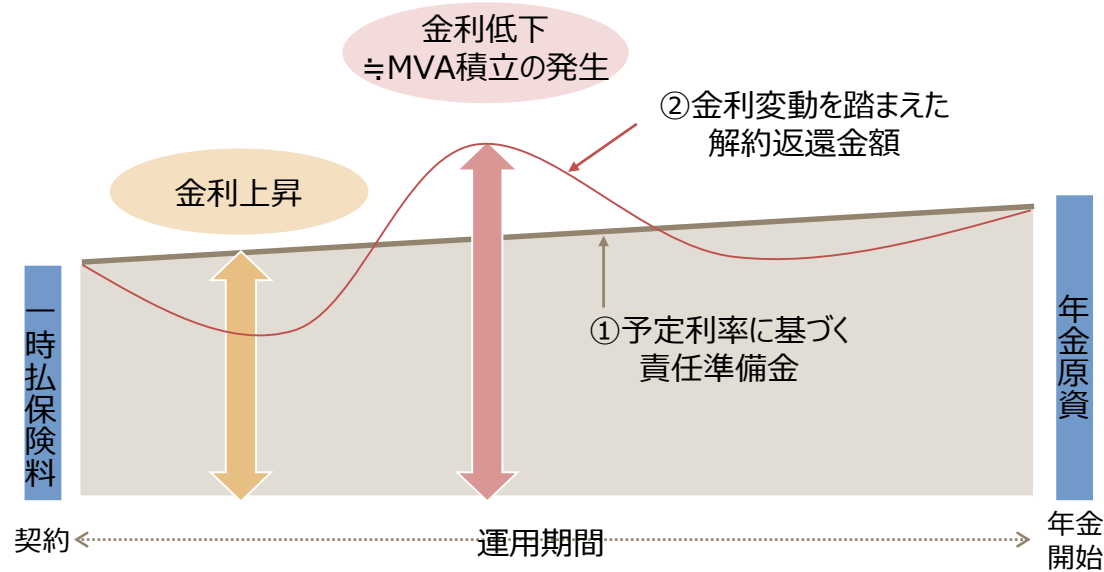 金利低下
≒MVA積立の発生
②金利変動を踏まえた
解約返還金額
金利上昇
①予定利率に基づく
責任準備金
一時払保険料
年金原資
契約
運用期間
年金
開始